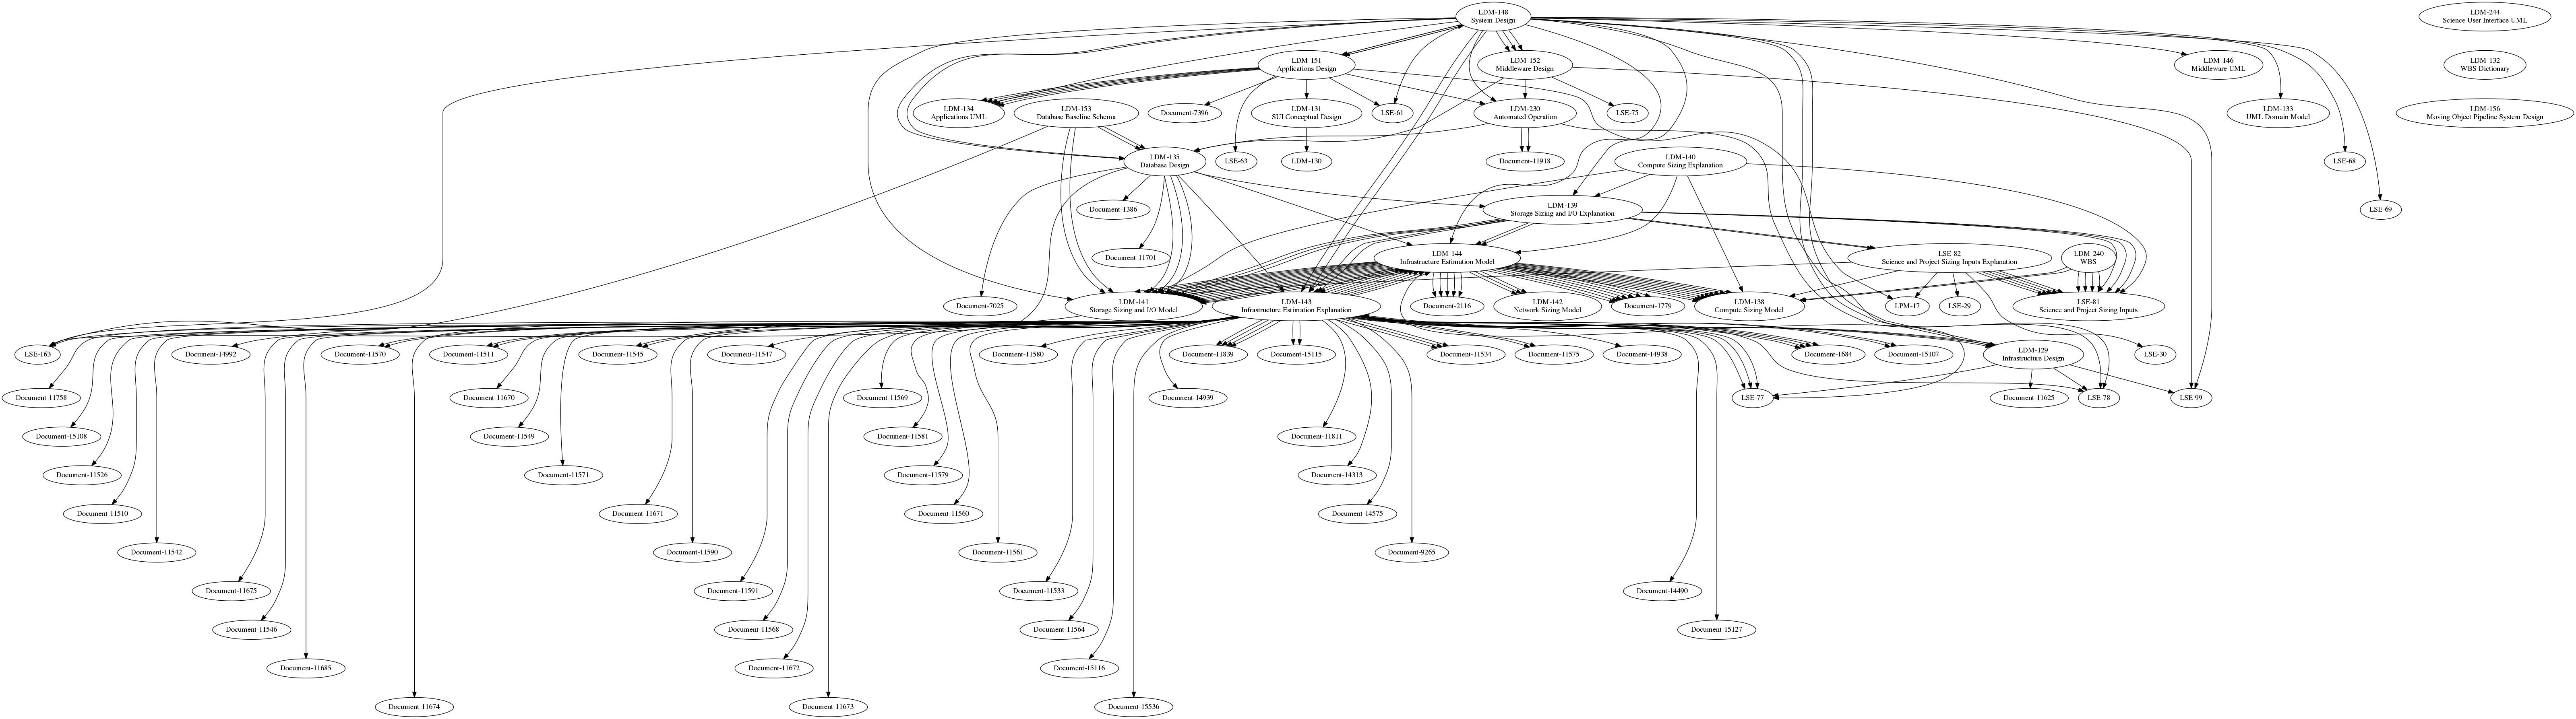 LDM-148
System Design
LDM-244
Science User Interface UML
LDM-151
Applications Design
LDM-152
Middleware Design
LDM-146
Middleware UML
LDM-132
WBS Dictionary
LDM-134
Applications UML
LDM-153
Database Baseline Schema
Document-7396
LDM-131
SUI Conceptual Design
LSE-61
LDM-230
Automated Operation
LSE-75
LDM-133
UML Domain Model
LDM-156
Moving Object Pipeline System Design
LDM-135
Database Design
LSE-63
LDM-130
Document-11918
LDM-140
Compute Sizing Explanation
LSE-68
Document-1386
LDM-139
Storage Sizing and I/O Explanation
LSE-69
Document-11701
LDM-144
Infrastructure Estimation Model
LSE-82
Science and Project Sizing Inputs Explanation
LDM-240
WBS
Document-7025
LDM-141
Storage Sizing and I/O Model
LDM-143
Infrastructure Estimation Explanation
Document-2116
LDM-142
Network Sizing Model
Document-1779
LDM-138
Compute Sizing Model
LPM-17
LSE-29
LSE-81
Science and Project Sizing Inputs
LSE-163
Document-14992
Document-11570
Document-11511
Document-11545
Document-11547
Document-11580
Document-11839
Document-15115
Document-11534
Document-11575
Document-14938
Document-1684
Document-15107
LDM-129
Infrastructure Design
LSE-30
Document-11758
Document-11670
Document-11569
Document-14939
LSE-77
Document-11625
LSE-78
LSE-99
Document-15108
Document-11549
Document-11581
Document-11811
Document-11526
Document-11571
Document-11579
Document-14313
Document-11510
Document-11671
Document-11560
Document-14575
Document-11542
Document-11590
Document-11561
Document-9265
Document-11675
Document-11591
Document-11533
Document-14490
Document-11546
Document-11568
Document-11564
Document-15127
Document-11685
Document-11672
Document-15116
Document-11674
Document-11673
Document-15536